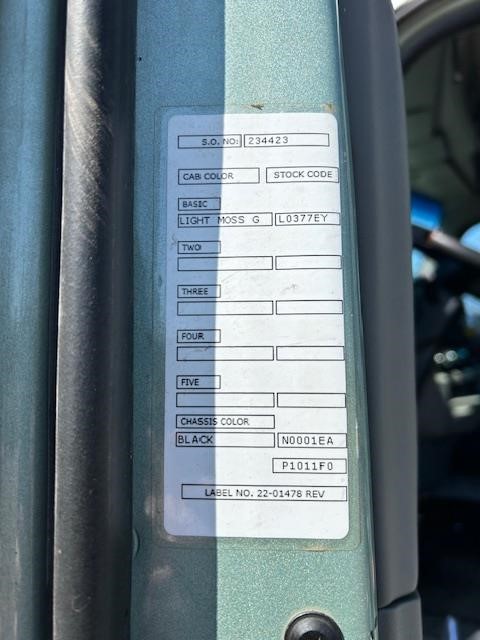 S.O. NO: 234423
CAB COLOR STOCK CODE
BASIC
LIGHT MOSS G L0377EY
TWO
THREE
FOUR
FIVE
CHASSIS COLOR
BLACK N0001EA
P1011F0
LABEL NO. 22-01478 REV